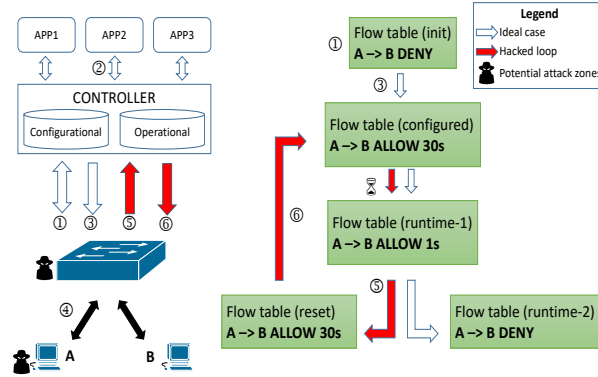 APP1
APP2
APP3
②
CONTROLLER
Configurational
Operational
①
③
⑤
⑥
④
A
B
①
Flow table (init)
A –> B DENY
③
Flow table (configured)
A –> B ALLOW 30s
⑥
Flow table (runtime-1)
A –> B ALLOW 1s
⑤
Flow table (reset)
A –> B ALLOW 30s
Flow table (runtime-2)
A –> B DENY
Legend
Ideal case
Hacked loop
Potential attack zones